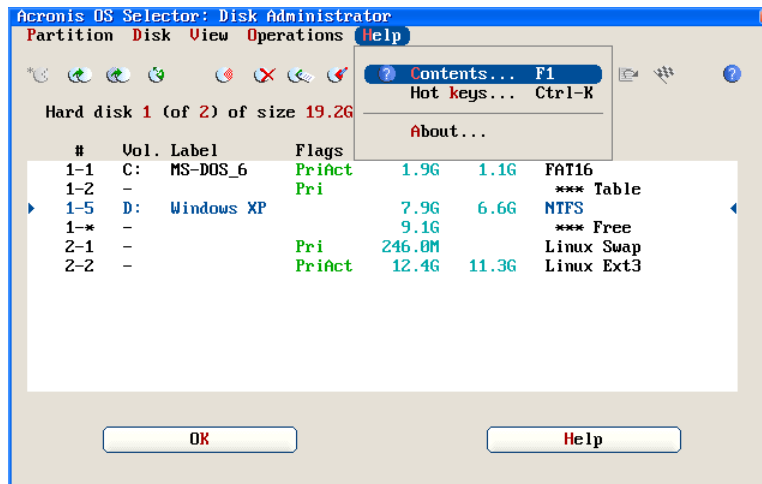 Acronis OS Selector: Disk Administrator
Partition Disk View Operations Help
? Contents... F1 ?
Hot keys... Ctrl-K
Hard disk 1 (of 2) of size 19.2G
About...
# Vol. Label Flags
1-1 C: MS-DOS_6 PriAct 1.9G 1.1G FAT16
1-2 - Pri *** Table
1-5 D: Windows XP 7.9G 6.6G NTFS
1-* - 9.1G *** Free
2-1 - Pri 246.0M Linux Swap
2-2 - PriAct 12.4G 11.3G Linux Ext3
OK Help